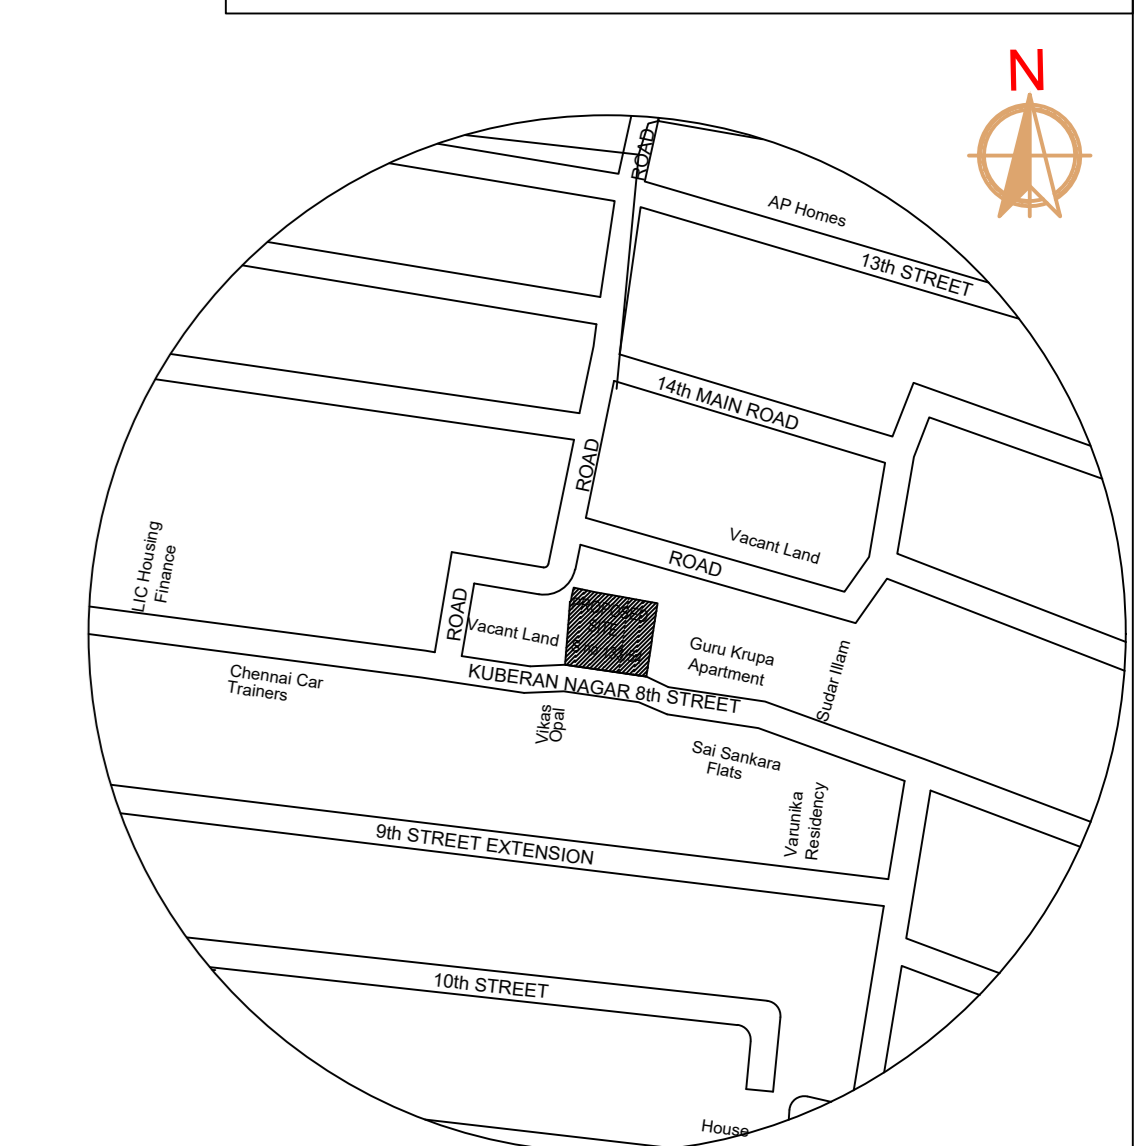 N
ROAD
AP Homes
13th STREET
14th MAIN ROAD
ROAD
Vacant Land
ROAD
LIC Housing
Finance
ROAD
Vacant Land
PROPOSED
SITE
Guru Krupa
Apartment
Sudar Illam
KUBERAN NAGAR 8th STREET
Chennai Car
Trainers
Vikas
Opal
Sai Sankara
Flats
Varunika
Residency
9th STREET EXTENSION
10th STREET
House